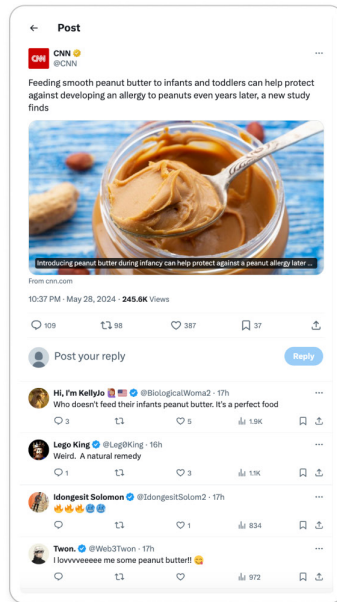 ← Post
CNN
CNN
@CNN
Feeding smooth peanut butter to infants and toddlers can help protect
against developing an allergy to peanuts even years later, a new study
finds
Introducing peanut butter during infancy can help protect against a peanut allergy later ...
From cnn.com
10:37 PM · May 28, 2024 · 245.6K Views
109 98 387 37
Post your reply Reply
Hi, I'm KellyJo @BiologicalWoma2 · 17h
Who doesn't feed their infants peanut butter. It's a perfect food
3 5 1.9K
Lego King @Leg0King · 16h
Weird. A natural remedy
1 3 1.1K
Idongesit Solomon @IdongesitSolom2 · 17h
🔥🔥🔥🥶🥶
1 834
Twon. @Web3Twon · 17h
I lovvvveeeee me some peanut butter!! 😋
972